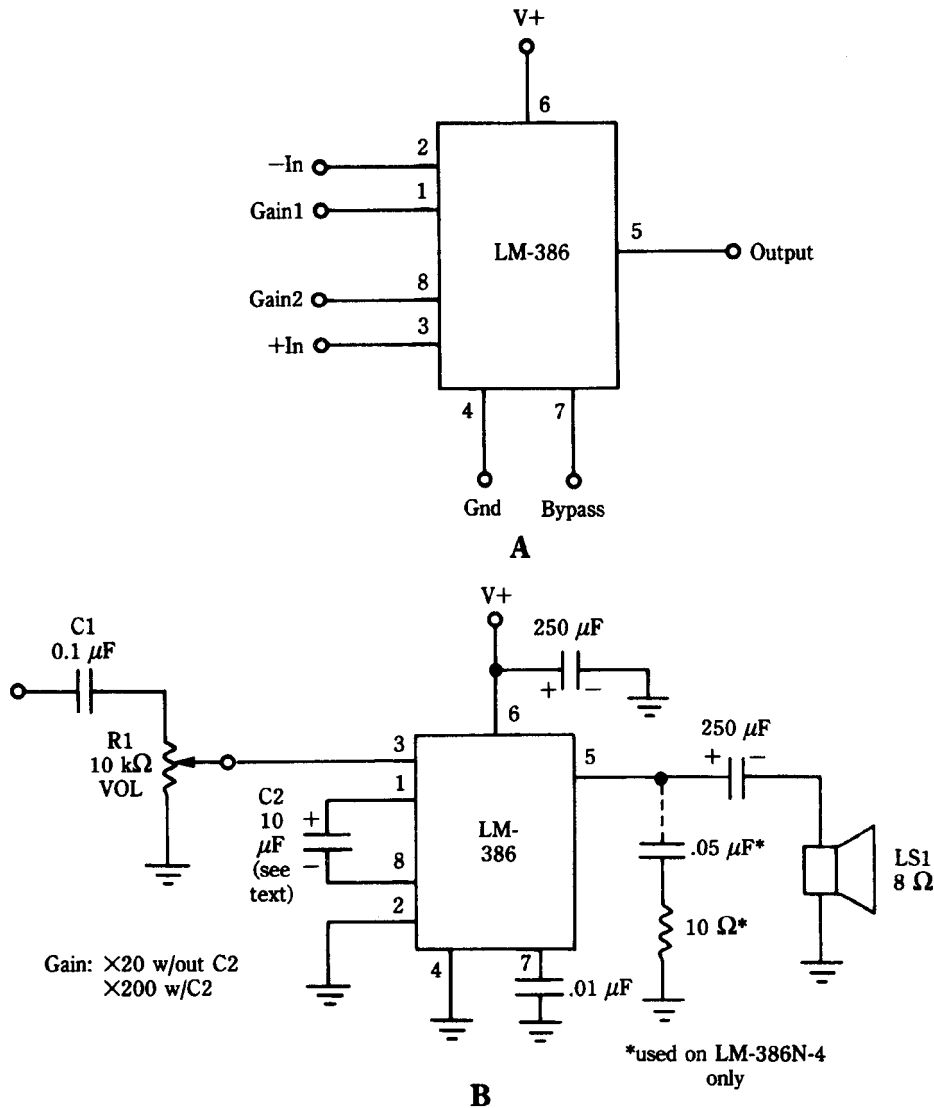 V+
6
2
−In
1
Gain1
LM-386
5
Output
8
Gain2
3
+In
4
7
Gnd
Bypass
A
V+
C1
0.1 μF
250 μF
+ −
6
R1
10 kΩ
VOL
3
5
250 μF
+ −
1
C2
10
μF
(see
text)
+
−
8
2
LM-
386
.05 μF*
10 Ω*
LS1
8 Ω
Gain: ×20 w/out C2
×200 w/C2
4
7
.01 μF
*used on LM-386N-4
only
B